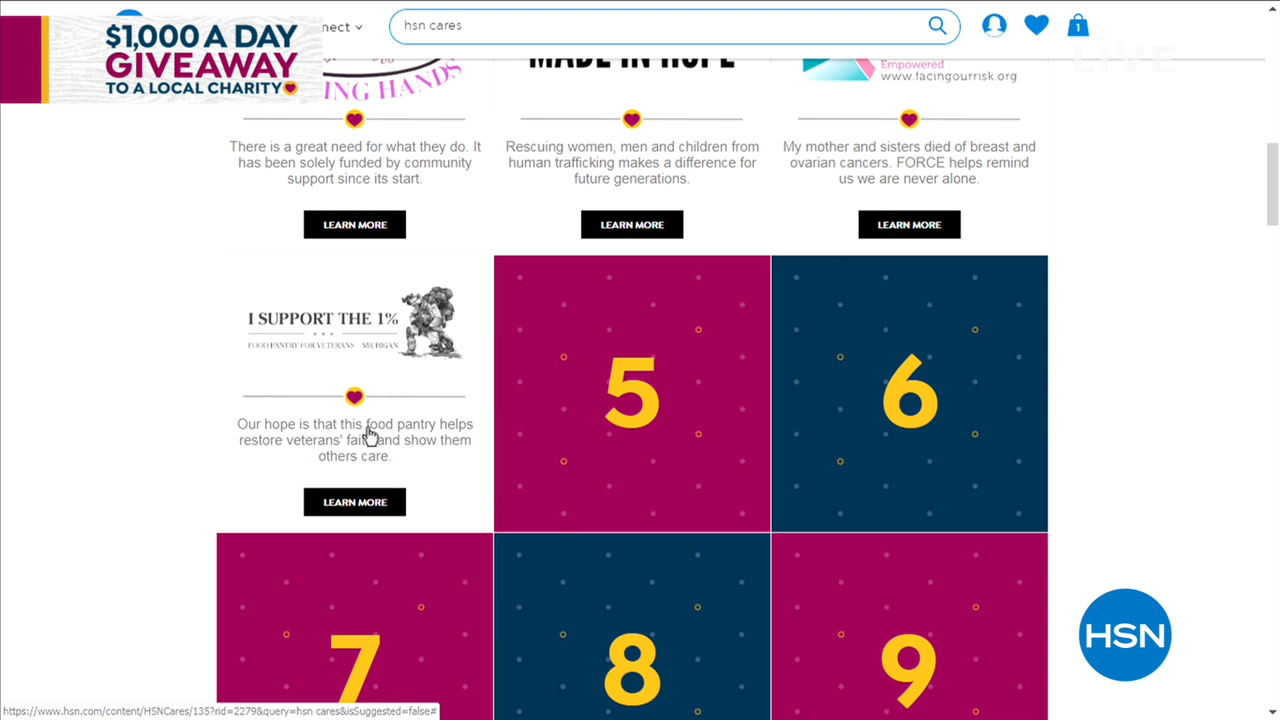 $1,000 A DAY
GIVEAWAY
TO A LOCAL CHARITY
nect
hsn cares
1
LIVE
ING HANDS
MADE IN HOPE
Empowered
www.facingourrisk.org
There is a great need for what they do. It
has been solely funded by community
support since its start.
LEARN MORE
Rescuing women, men and children from
human trafficking makes a difference for
future generations.
LEARN MORE
My mother and sisters died of breast and
ovarian cancers. FORCE helps remind
us we are never alone.
LEARN MORE
I SUPPORT THE 1%
FOOD PANTRY FOR VETERANS MICHIGAN
Our hope is that this food pantry helps
restore veterans' fai and show them
others care.
LEARN MORE
5
6
7
8
9
HSN
https://www.hsn.com/content/HSNCares/135?rid=2279&query=hsn cares&isSuggested=false#